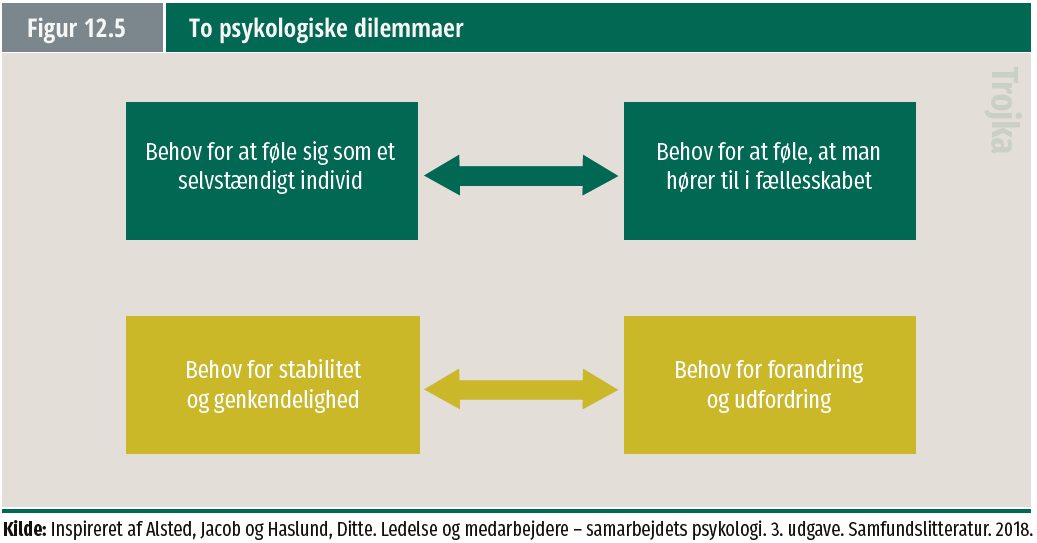 Figur 12.5
To psykologiske dilemmaer
Trojka
Behov for at føle sig som et
selvstændigt individ
Behov for at føle, at man
hører til i fællesskabet
Behov for stabilitet
og genkendelighed
Behov for forandring
og udfordring
Kilde: Inspireret af Alsted, Jacob og Haslund, Ditte. Ledelse og medarbejdere – samarbejdets psykologi. 3. udgave. Samfundslitteratur. 2018.